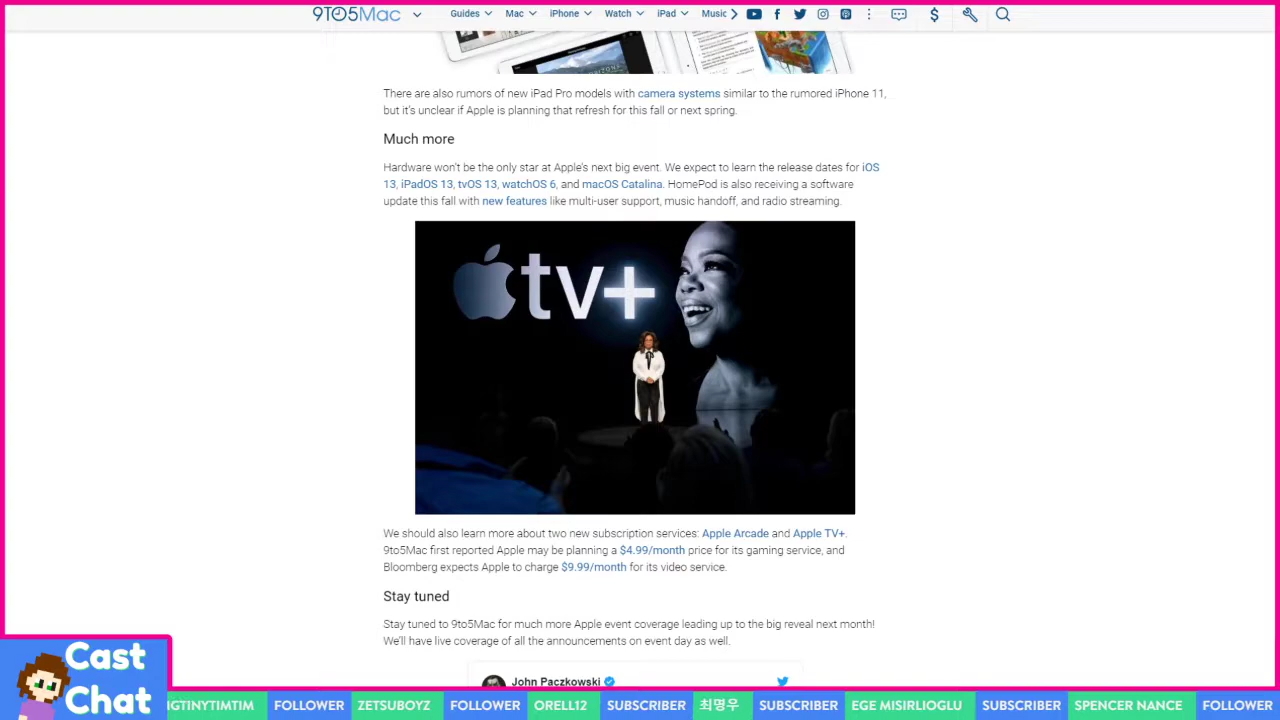 9TO5Mac Guides Mac iPhone Watch iPad Music
There are also rumors of new iPad Pro models with camera systems similar to the rumored iPhone 11,
but it's unclear if Apple is planning that refresh for this fall or next spring.
Much more
Hardware won't be the only star at Apple's next big event. We expect to learn the release dates for iOS
13, iPadOS 13, tvOS 13, watchOS 6, and macOS Catalina. HomePod is also receiving a software
update this fall with new features like multi-user support, music handoff, and radio streaming.
tv+
We should also learn more about two new subscription services: Apple Arcade and Apple TV+.
9to5Mac first reported Apple may be planning a $4.99/month price for its gaming service, and
Bloomberg expects Apple to charge $9.99/month for its video service.
Stay tuned
Stay tuned to 9to5Mac for much more Apple event coverage leading up to the big reveal next month!
We'll have live coverage of all the announcements on event day as well.
John Paczkowski
Cast
Chat
IGTINYTIMTIM FOLLOWER ZETSUBOYZ FOLLOWER ORELL12 SUBSCRIBER 최명우 SUBSCRIBER EGE MISIRLIOGLU SUBSCRIBER SPENCER NANCE FOLLOWER